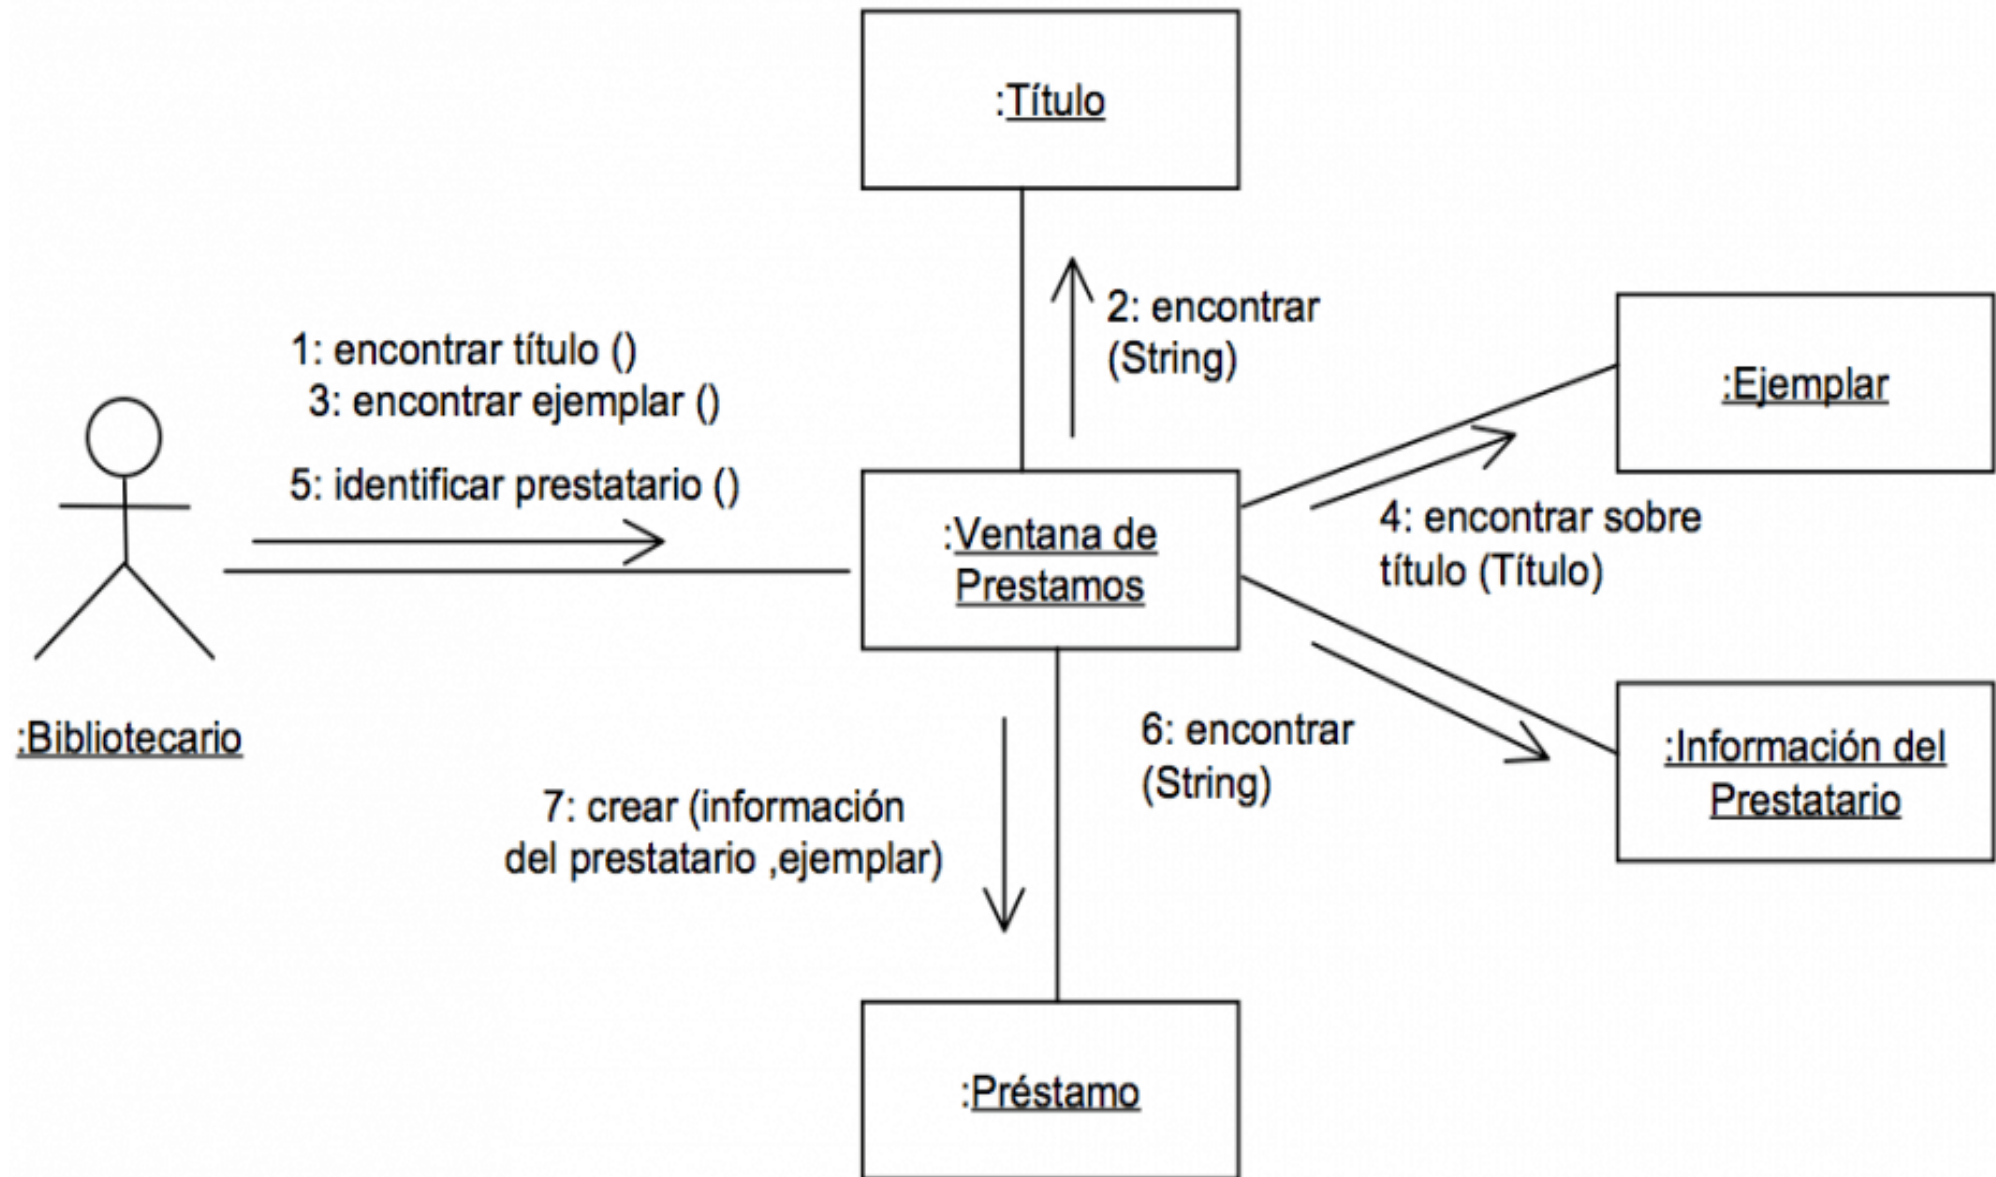 :Título
2: encontrar
(String)
1: encontrar título ()
3: encontrar ejemplar ()
5: identificar prestatario ()
:Ejemplar
:Ventana de
Prestamos
4: encontrar sobre
título (Título)
:Bibliotecario
6: encontrar
(String)
:Información del
Prestatario
7: crear (información
del prestatario ,ejemplar)
:Préstamo